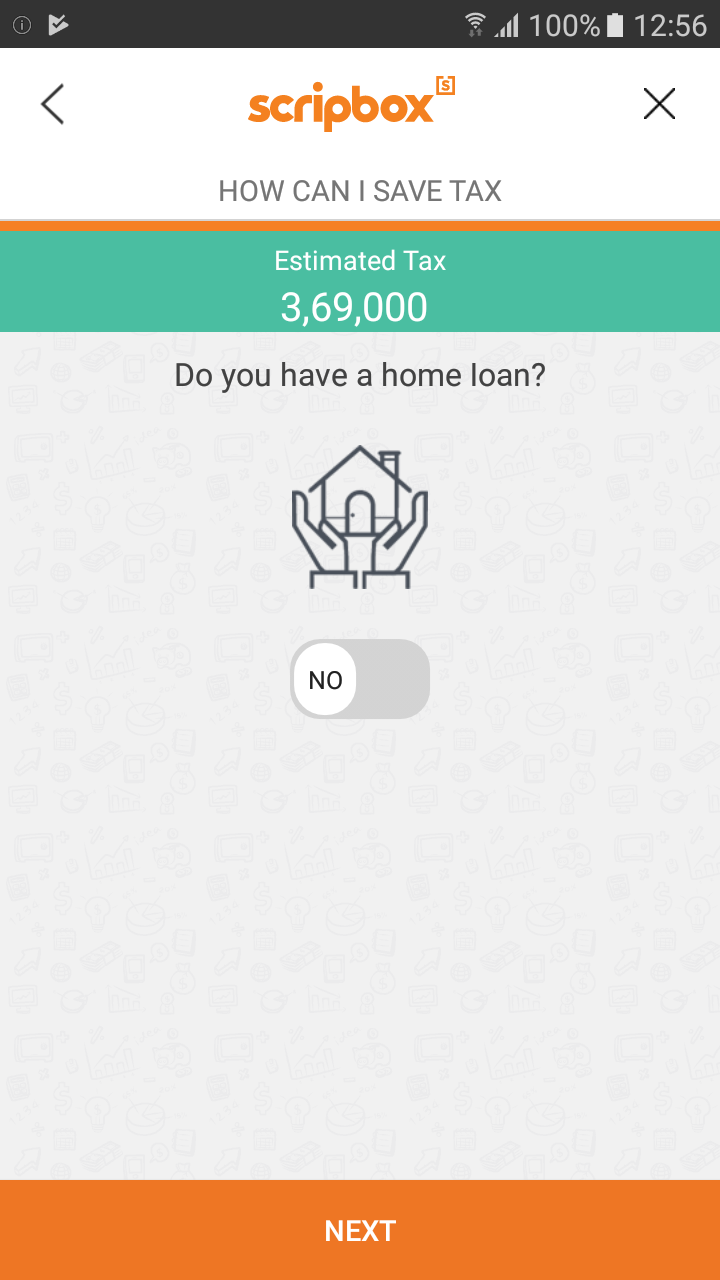 100% 12:56
scripbox [s]
HOW CAN I SAVE TAX
Estimated Tax
3,69,000
Do you have a home loan?
NO
NEXT